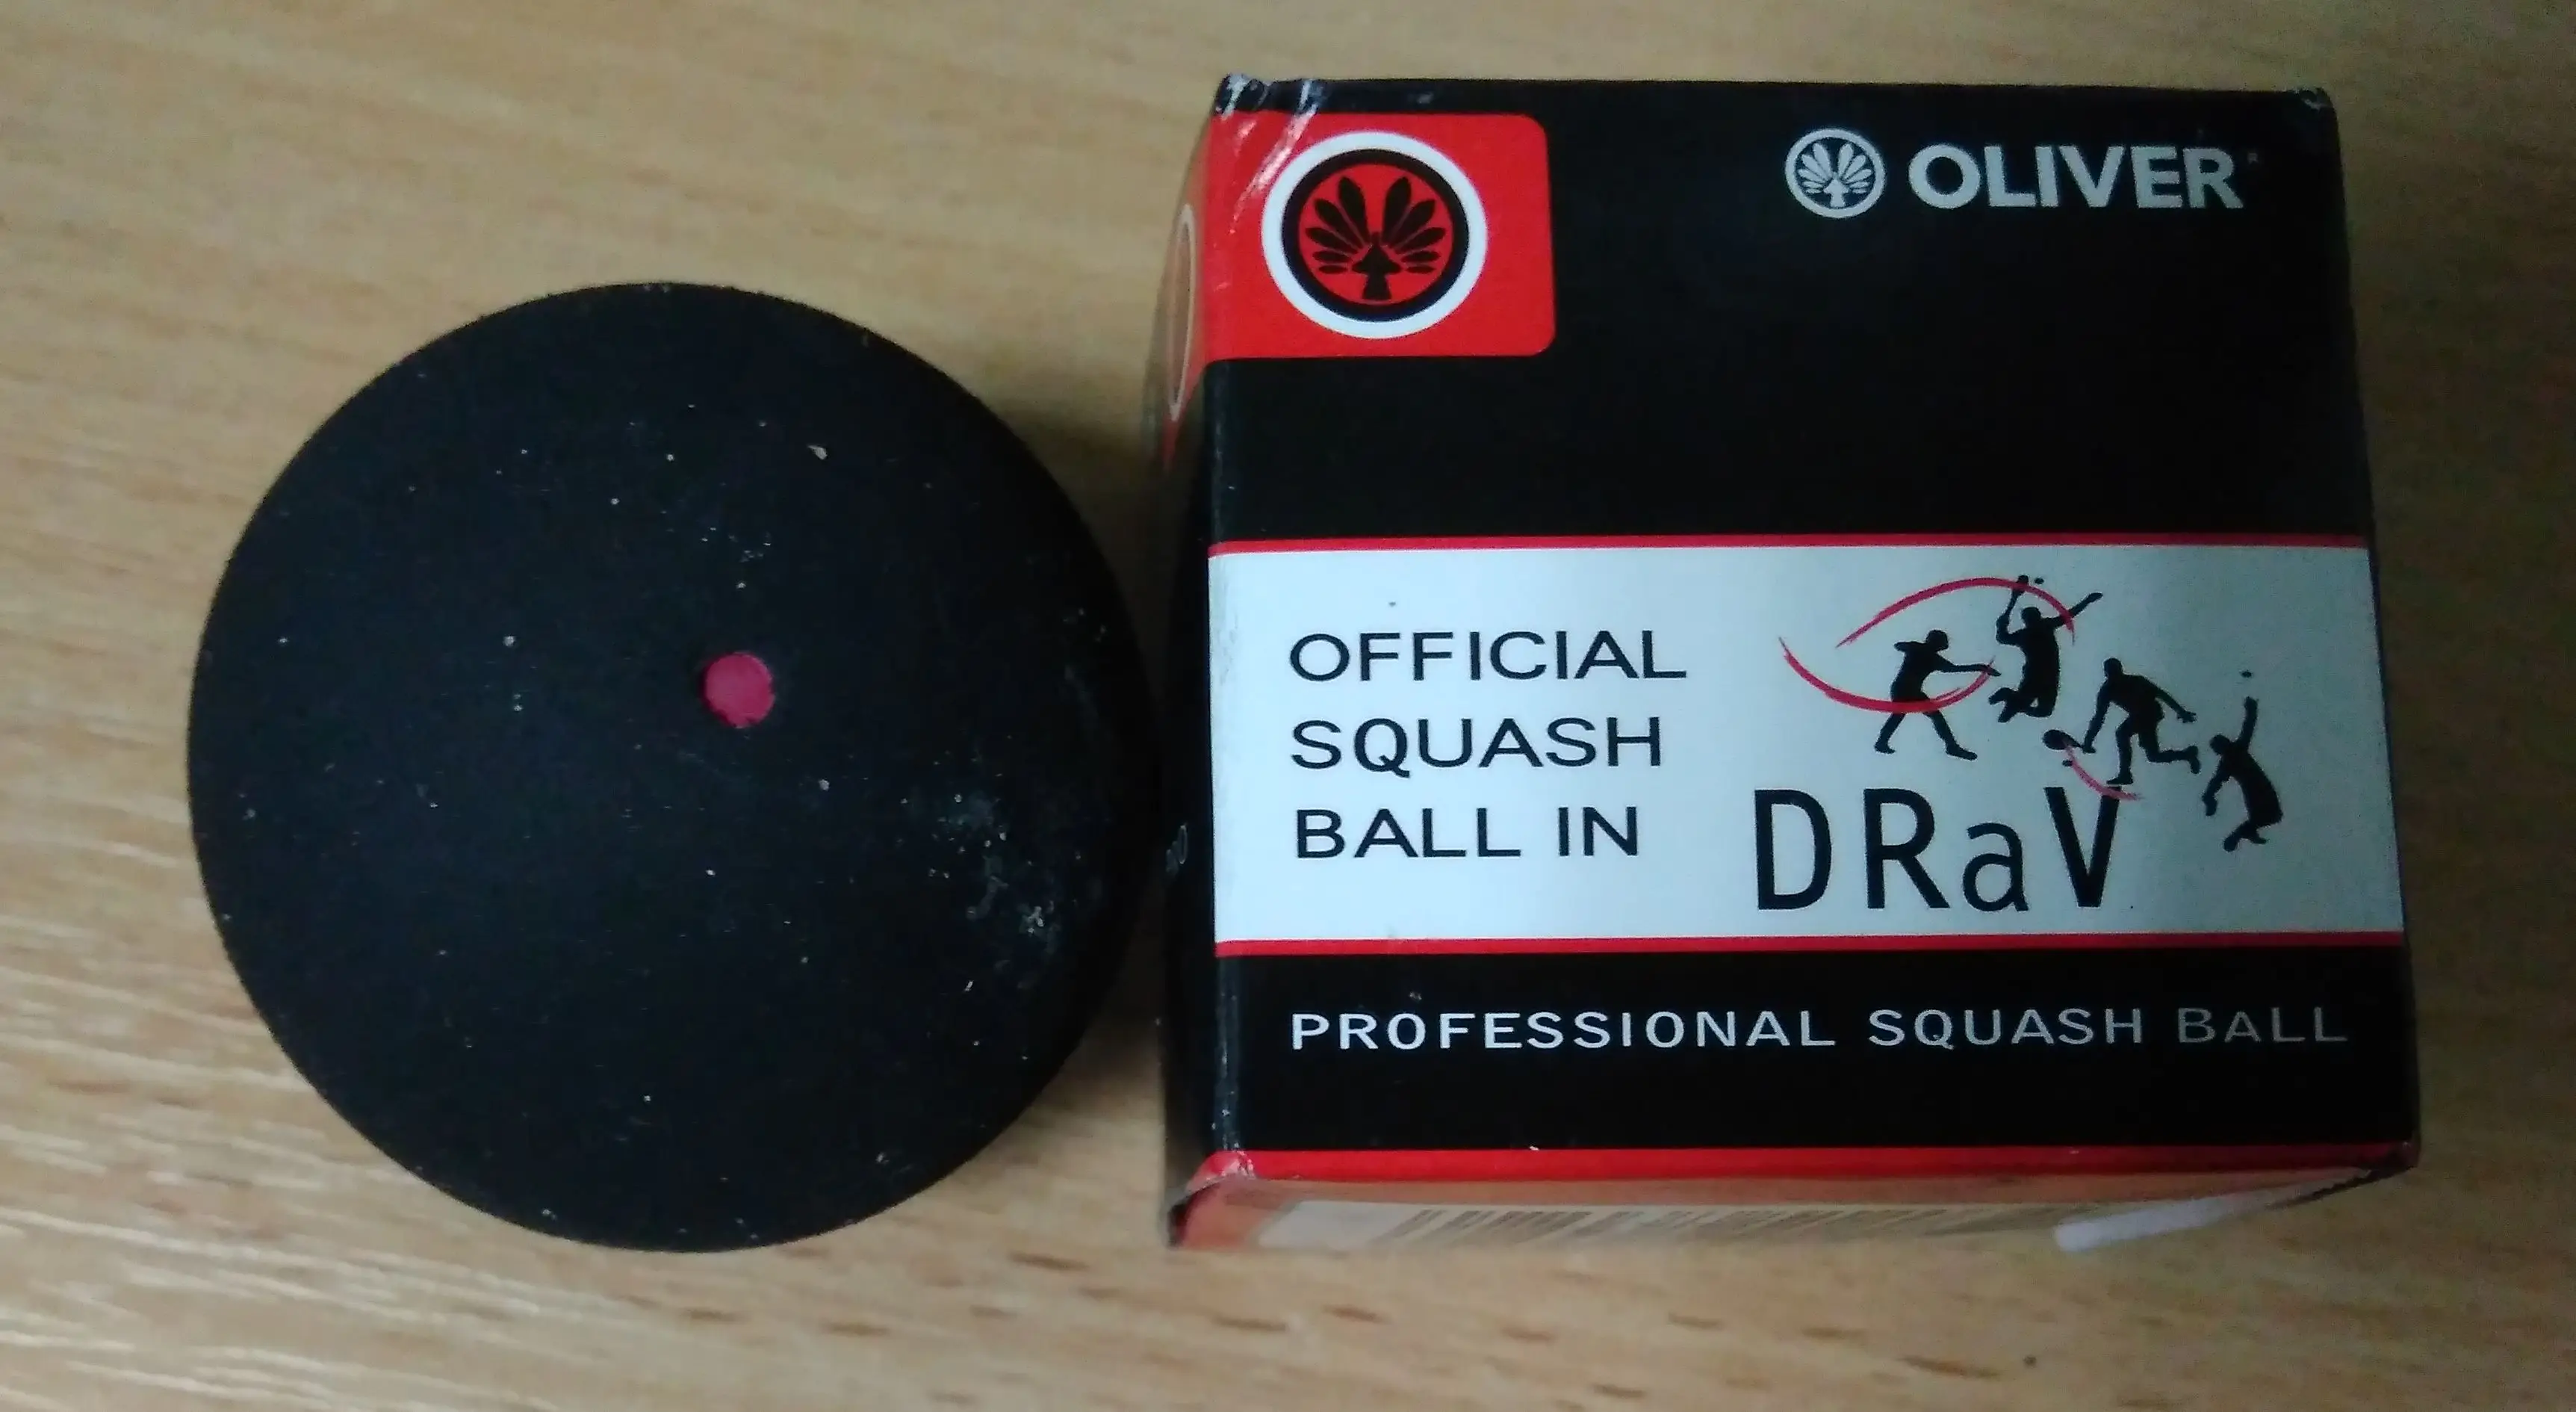 OLIVER
OFFICIAL
SQUASH
BALL IN
DRaV
PROFESSIONAL SQUASH BALL